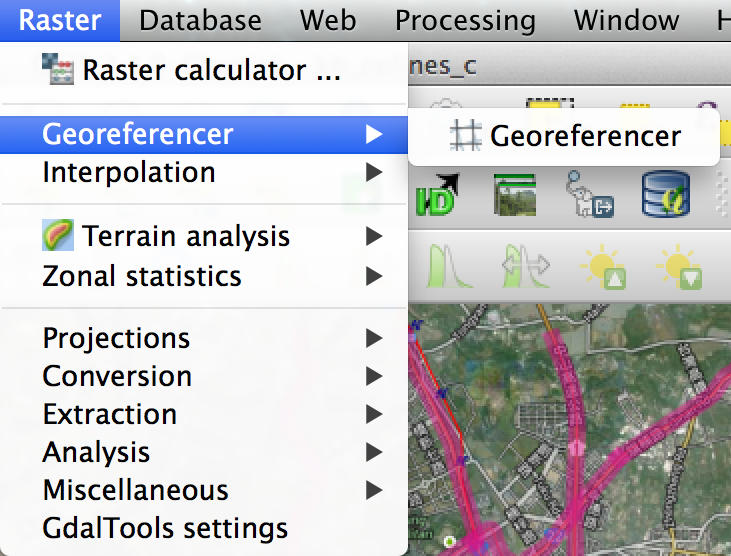 Raster Database Web Processing Window H
Raster calculator ...
nes_c
Georeferencer
Georeferencer
Interpolation
ID
Terrain analysis
Zonal statistics
Projections
Conversion
Extraction
Analysis
Miscellaneous
GdalTools settings